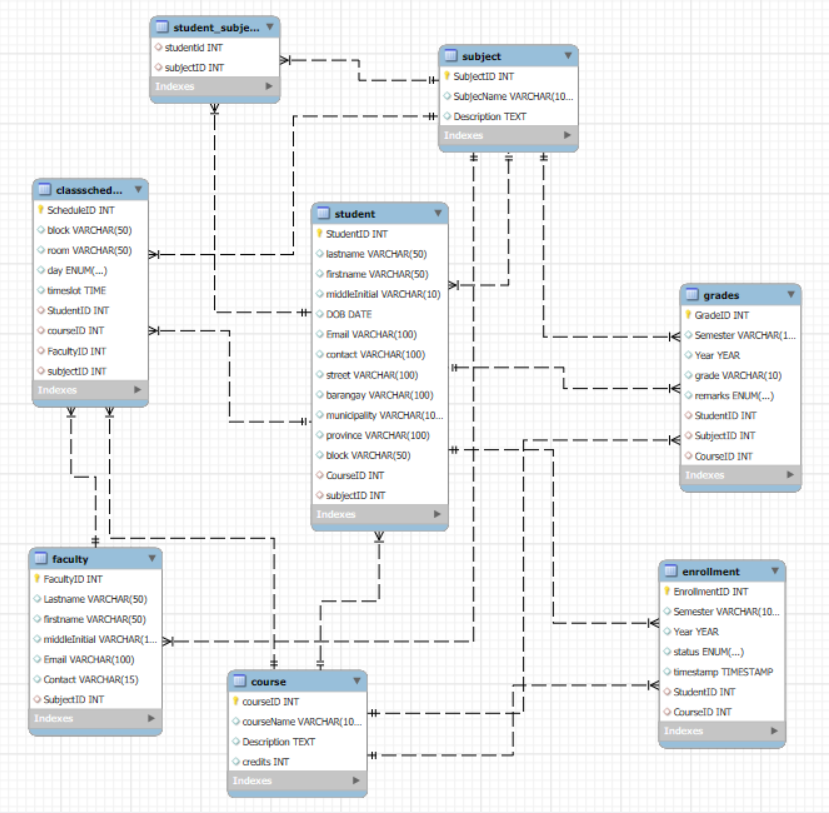 student_subje...
studentid INT
subjectID INT
Indexes
subject
SubjectID INT
SubjecName VARCHAR(10...
Description TEXT
Indexes
classsched...
ScheduleID INT
block VARCHAR(50)
room VARCHAR(50)
day ENUM(...)
timeslot TIME
StudentID INT
courseID INT
FacultyID INT
subjectID INT
Indexes
student
StudentID INT
lastname VARCHAR(50)
firstname VARCHAR(50)
middleInitial VARCHAR(10)
DOB DATE
Email VARCHAR(100)
contact VARCHAR(100)
street VARCHAR(100)
barangay VARCHAR(100)
municipality VARCHAR(10...
province VARCHAR(100)
block VARCHAR(50)
CourseID INT
subjectID INT
Indexes
grades
GradeID INT
Semester VARCHAR(1...
Year YEAR
grade VARCHAR(10)
remarks ENUM(...)
StudentID INT
SubjectID INT
CourseID INT
Indexes
faculty
FacultyID INT
Lastname VARCHAR(50)
firstname VARCHAR(50)
middleInitial VARCHAR(1...
Email VARCHAR(100)
Contact VARCHAR(15)
SubjectID INT
Indexes
course
courseID INT
courseName VARCHAR(10...
Description TEXT
credits INT
Indexes
enrollment
EnrollmentID INT
Semester VARCHAR(10...
Year YEAR
status ENUM(...)
timestamp TIMESTAMP
StudentID INT
CourseID INT
Indexes